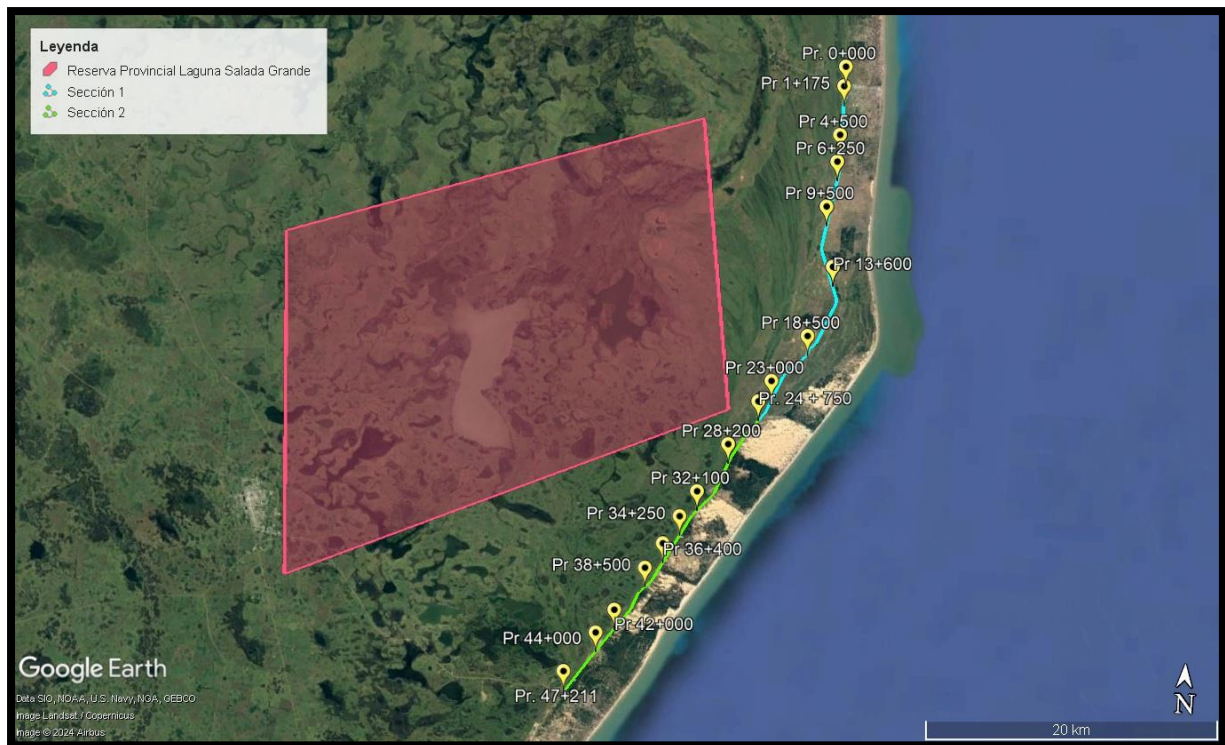 Leyenda
Reserva Provincial Laguna Salada Grande
Sección 1
Sección 2
Pr. 0+000
Pr 1+175
Pr 4+500
Pr 6+250
Pr 9+500
Pr 13+600
Pr 18+500
Pr 23+000
Pr. 24 + 750
Pr 28+200
Pr 32+100
Pr 34+250
Pr 36+400
Pr 38+500
Pr 42+000
Pr 44+000
Pr. 47+211
Google Earth
Data SIO, NOAA, U.S. Navy, NGA, GEBCO
Image Landsat / Copernicus
Image © 2024 Airbus
N
20 km